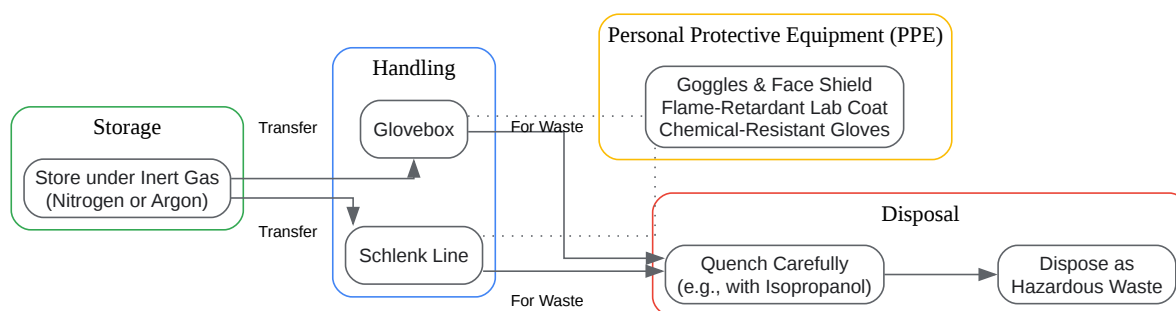 Storage
Store under Inert Gas
(Nitrogen or Argon)
Transfer
Transfer
Handling
Glovebox
Schlenk Line
For Waste
For Waste
Personal Protective Equipment (PPE)
Goggles & Face Shield
Flame-Retardant Lab Coat
Chemical-Resistant Gloves
Disposal
Quench Carefully
(e.g., with Isopropanol)
Dispose as
Hazardous Waste